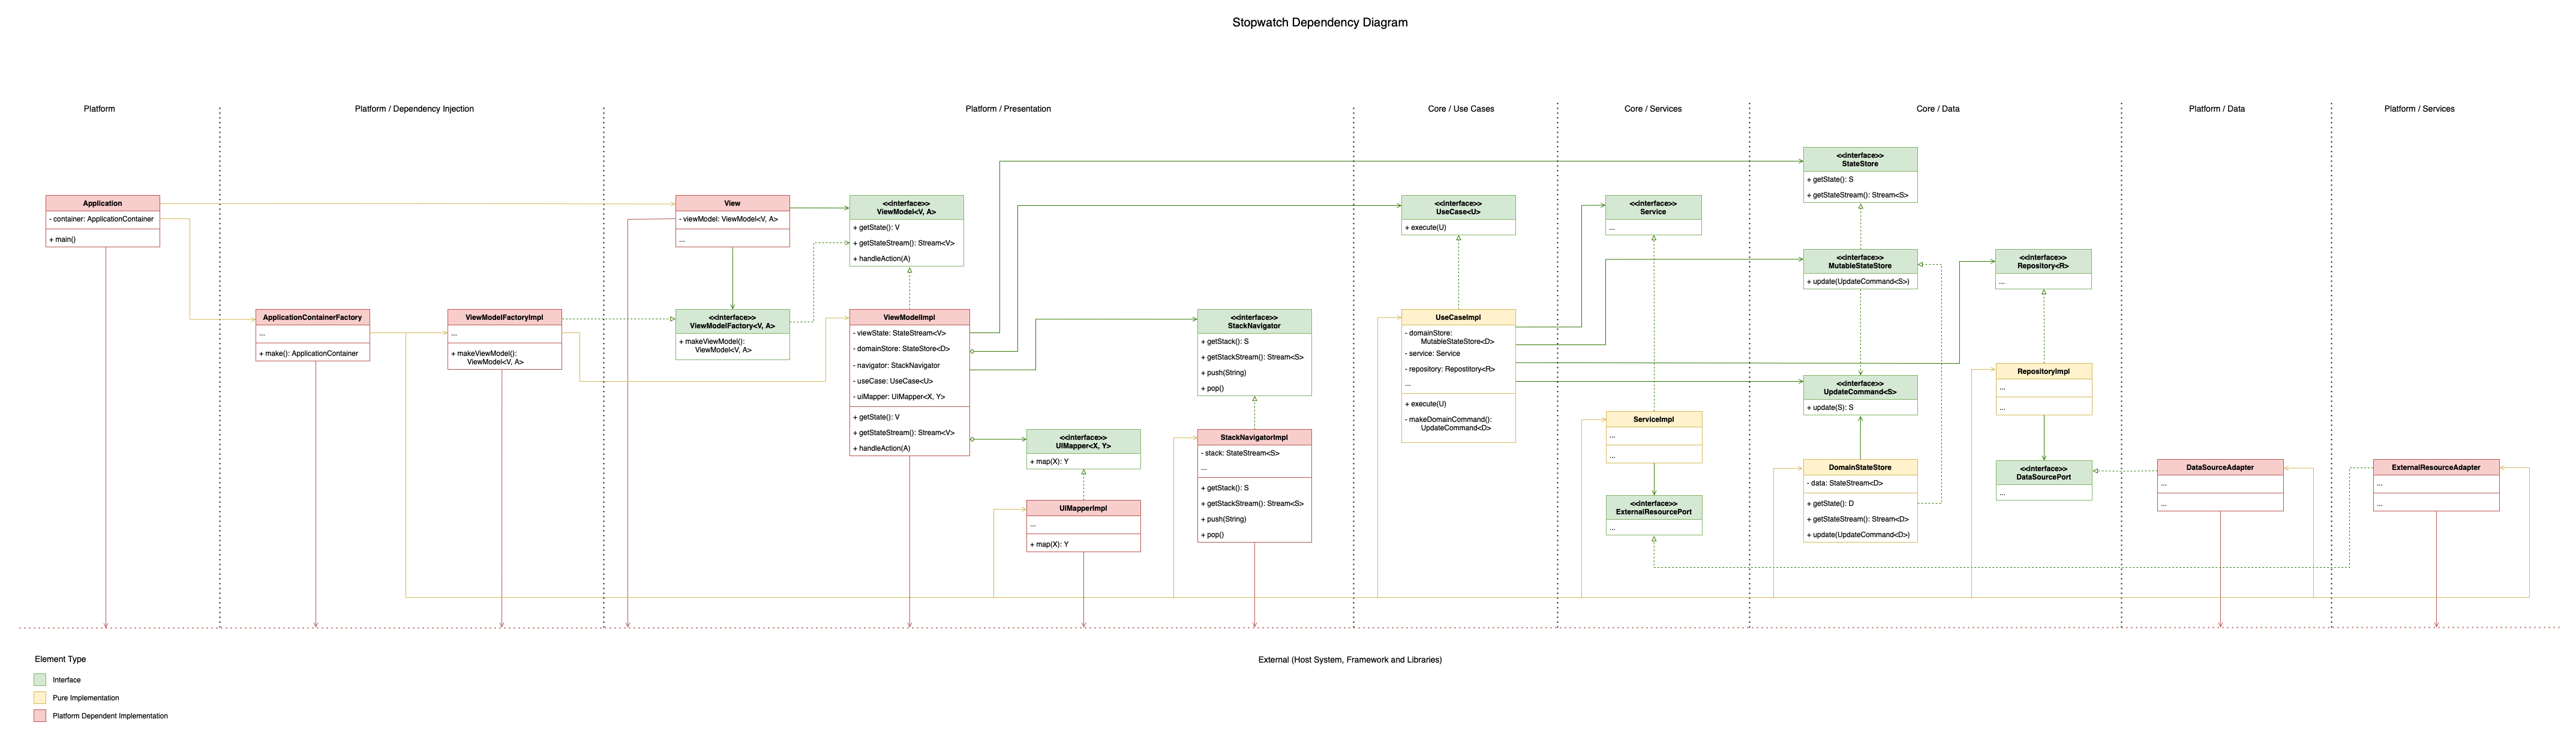 Stopwatch Dependency Diagram
Platform
Platform / Dependency Injection
Platform / Presentation
Core / Use Cases
Core / Services
Core / Data
Platform / Data
Platform / Services
Application
- container: ApplicationContainer
+ main()
ApplicationContainerFactory
...
+ make(): ApplicationContainer
ViewModelFactoryImpl
...
+ makeViewModel():
ViewModel<V, A>
View
- viewModel: ViewModel<V, A>
...
<<interface>>
ViewModelFactory<V, A>
+ makeViewModel():
ViewModel<V, A>
<<interface>>
ViewModel<V, A>
+ getState(): V
+ getStateStream(): Stream<V>
+ handleAction(A)
ViewModelImpl
- viewState: StateStream<V>
- domainStore: StateStore<D>
- navigator: StackNavigator
- useCase: UseCase<U>
- uiMapper: UIMapper<X, Y>
+ getState(): V
+ getStateStream(): Stream<V>
+ handleAction(A)
<<interface>>
UIMapper<X, Y>
+ map(X): Y
UIMapperImpl
...
+ map(X): Y
<<interface>>
StackNavigator
+ getStack(): S
+ getStackStream(): Stream<S>
+ push(String)
+ pop()
StackNavigatorImpl
- stack: StateStream<S>
...
+ getStack(): S
+ getStackStream(): Stream<S>
+ push(String)
+ pop()
<<interface>>
UseCase<U>
+ execute(U)
UseCaseImpl
- domainStore:
MutableStateStore<D>
- service: Service
- repository: Repostitory<R>
...
+ execute(U)
- makeDomainCommand():
UpdateCommand<D>
<<interface>>
Service
...
ServiceImpl
...
...
<<interface>>
ExternalResourcePort
...
<<interface>>
StateStore
+ getState(): S
+ getStateStream(): Stream<S>
<<interface>>
MutableStateStore
+ update(UpdateCommand<S>)
<<interface>>
UpdateCommand<S>
+ update(S): S
DomainStateStore
- data: StateStream<D>
+ getState(): D
+ getStateStream(): Stream<D>
+ update(UpdateCommand<D>)
<<interface>>
Repository<R>
...
RepositoryImpl
...
...
<<interface>>
DataSourcePort
...
DataSourceAdapter
...
...
ExternalResourceAdapter
...
...
Element Type
Interface
Pure Implementation
Platform Dependent Implementation
External (Host System, Framework and Libraries)